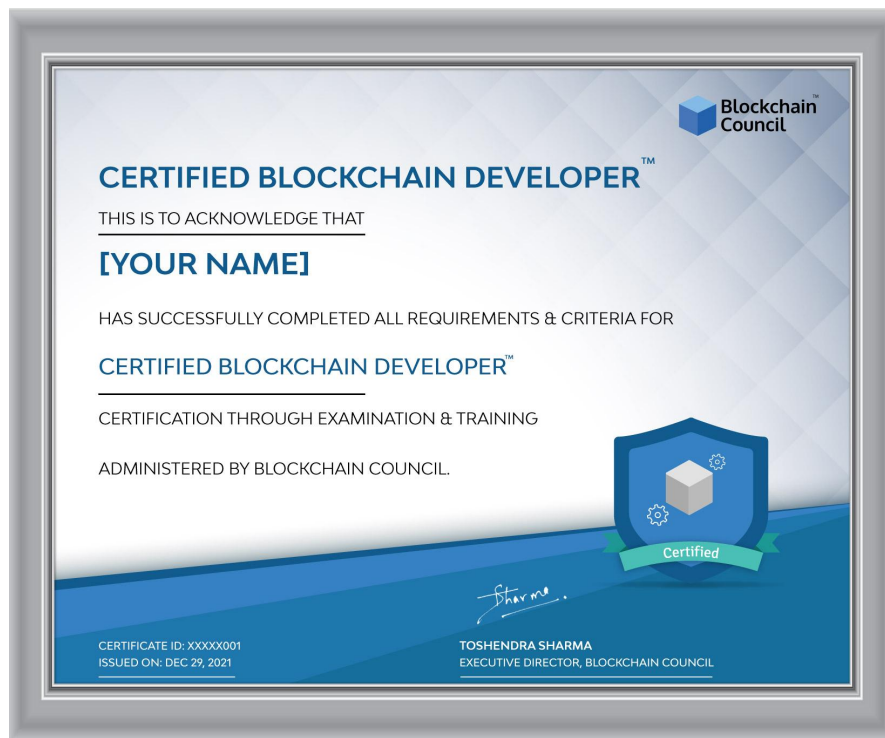 Blockchain™
Council
CERTIFIED BLOCKCHAIN DEVELOPER™
THIS IS TO ACKNOWLEDGE THAT
[YOUR NAME]
HAS SUCCESSFULLY COMPLETED ALL REQUIREMENTS & CRITERIA FOR
CERTIFIED BLOCKCHAIN DEVELOPER™
CERTIFICATION THROUGH EXAMINATION & TRAINING
ADMINISTERED BY BLOCKCHAIN COUNCIL.
Certified
Sharma.
CERTIFICATE ID: XXXXX001
ISSUED ON: DEC 29, 2021
TOSHENDRA SHARMA
EXECUTIVE DIRECTOR, BLOCKCHAIN COUNCIL